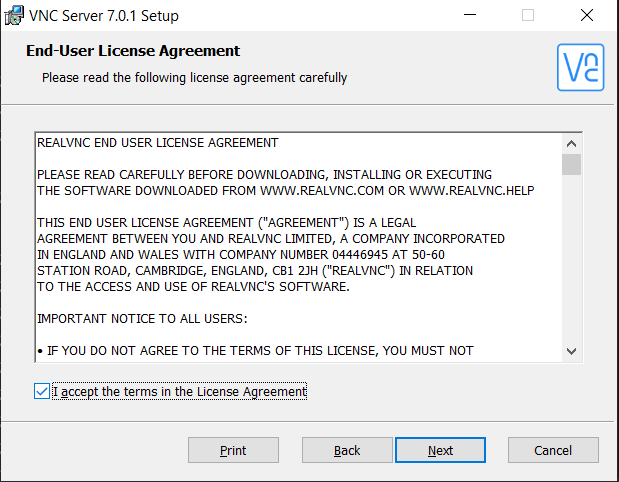 VNC Server 7.0.1 Setup
End-User License Agreement
Please read the following license agreement carefully
Vnc
REALVNC END USER LICENSE AGREEMENT
PLEASE READ CAREFULLY BEFORE DOWNLOADING, INSTALLING OR EXECUTING
THE SOFTWARE DOWNLOADED FROM WWW.REALVNC.COM OR WWW.REALVNC.HELP
THIS END USER LICENSE AGREEMENT ("AGREEMENT") IS A LEGAL
AGREEMENT BETWEEN YOU AND REALVNC LIMITED, A COMPANY INCORPORATED
IN ENGLAND AND WALES WITH COMPANY NUMBER 04446945 AT 50-60
STATION ROAD, CAMBRIDGE, ENGLAND, CB1 2JH ("REALVNC") IN RELATION
TO THE ACCESS AND USE OF REALVNC'S SOFTWARE.
IMPORTANT NOTICE TO ALL USERS:
• IF YOU DO NOT AGREE TO THE TERMS OF THIS LICENSE, YOU MUST NOT
I accept the terms in the License Agreement
Print Back Next Cancel